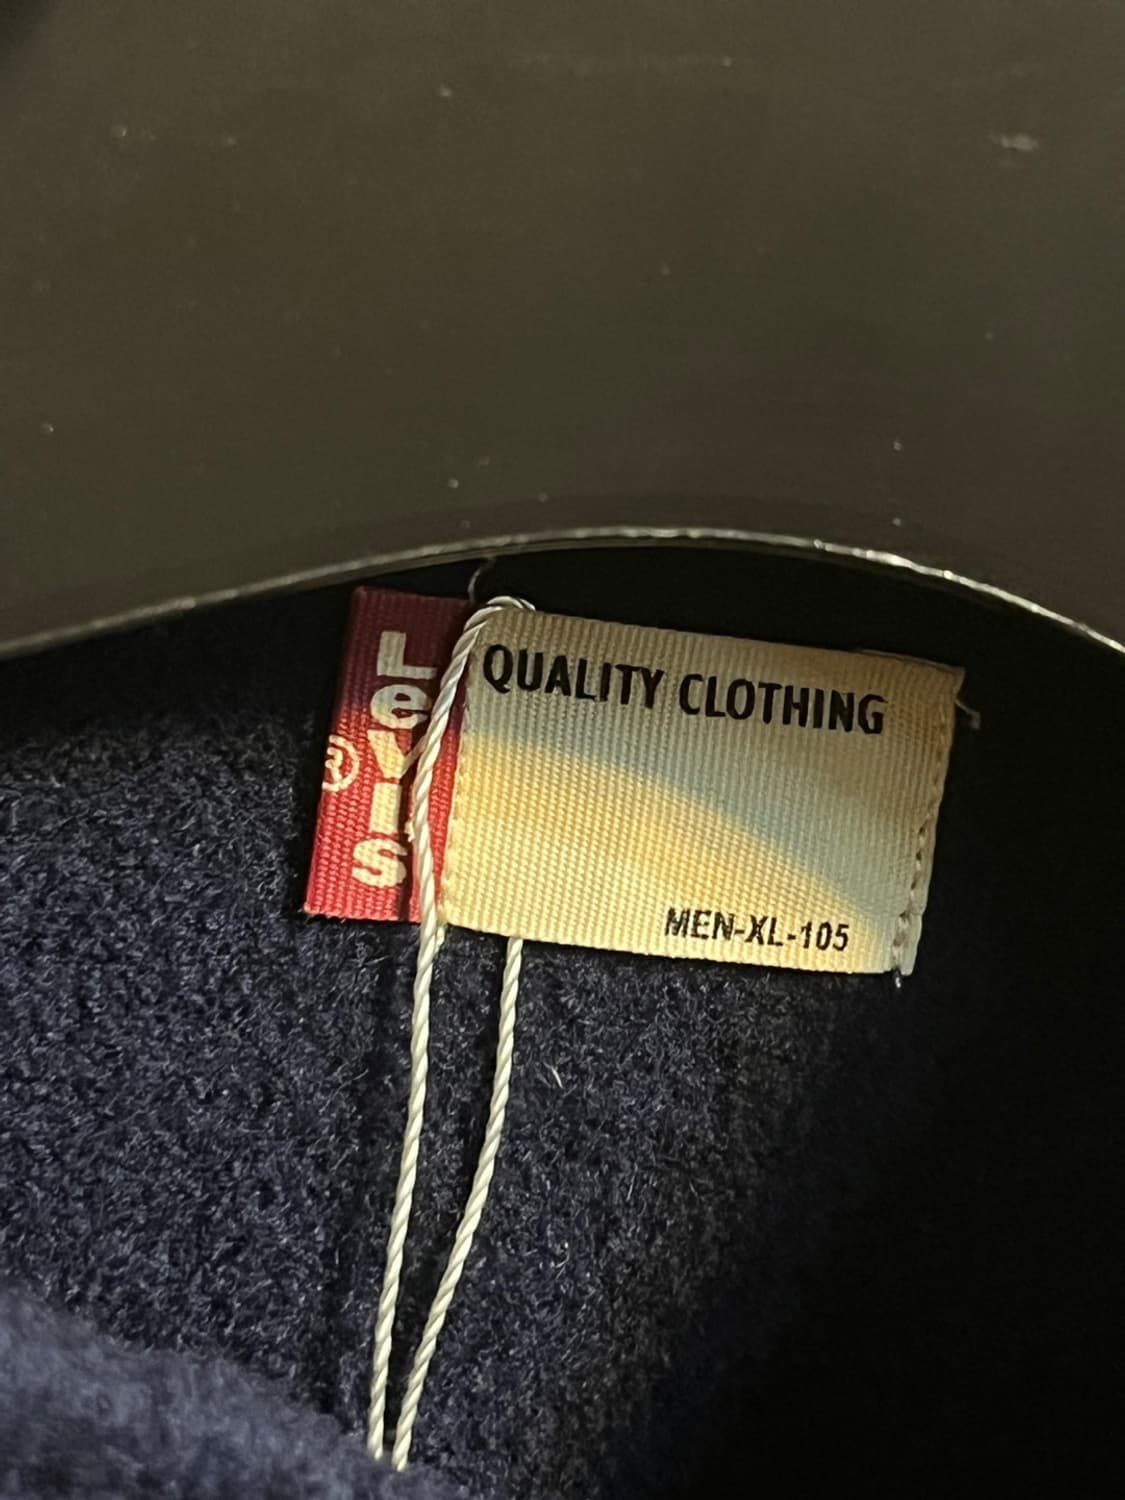 Levi's
®
QUALITY CLOTHING
MEN-XL-105